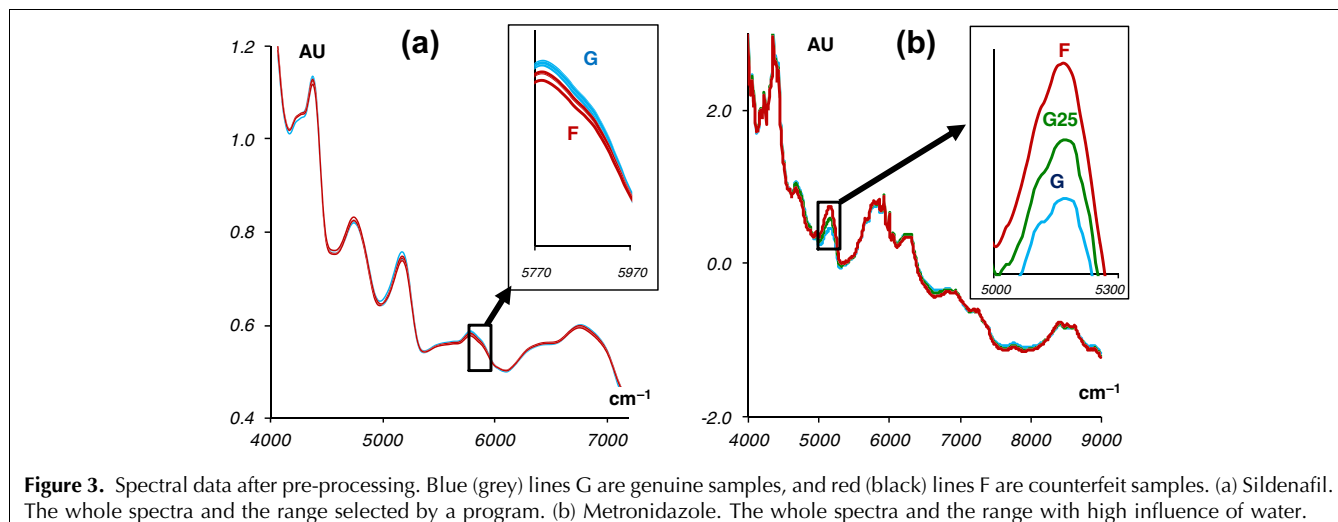 (a)
AU
1.2
1.0
0.8
0.6
0.4
4000 5000 6000 7000
cm⁻¹
G
F
5770 5970
(b)
AU
2.0
0.0
-2.0
4000 5000 6000 7000 8000 9000
cm⁻¹
F
G25
G
5000 5300
Figure 3. Spectral data after pre-processing. Blue (grey) lines G are genuine samples, and red (black) lines F are counterfeit samples. (a) Sildenafil.
The whole spectra and the range selected by a program. (b) Metronidazole. The whole spectra and the range with high influence of water.